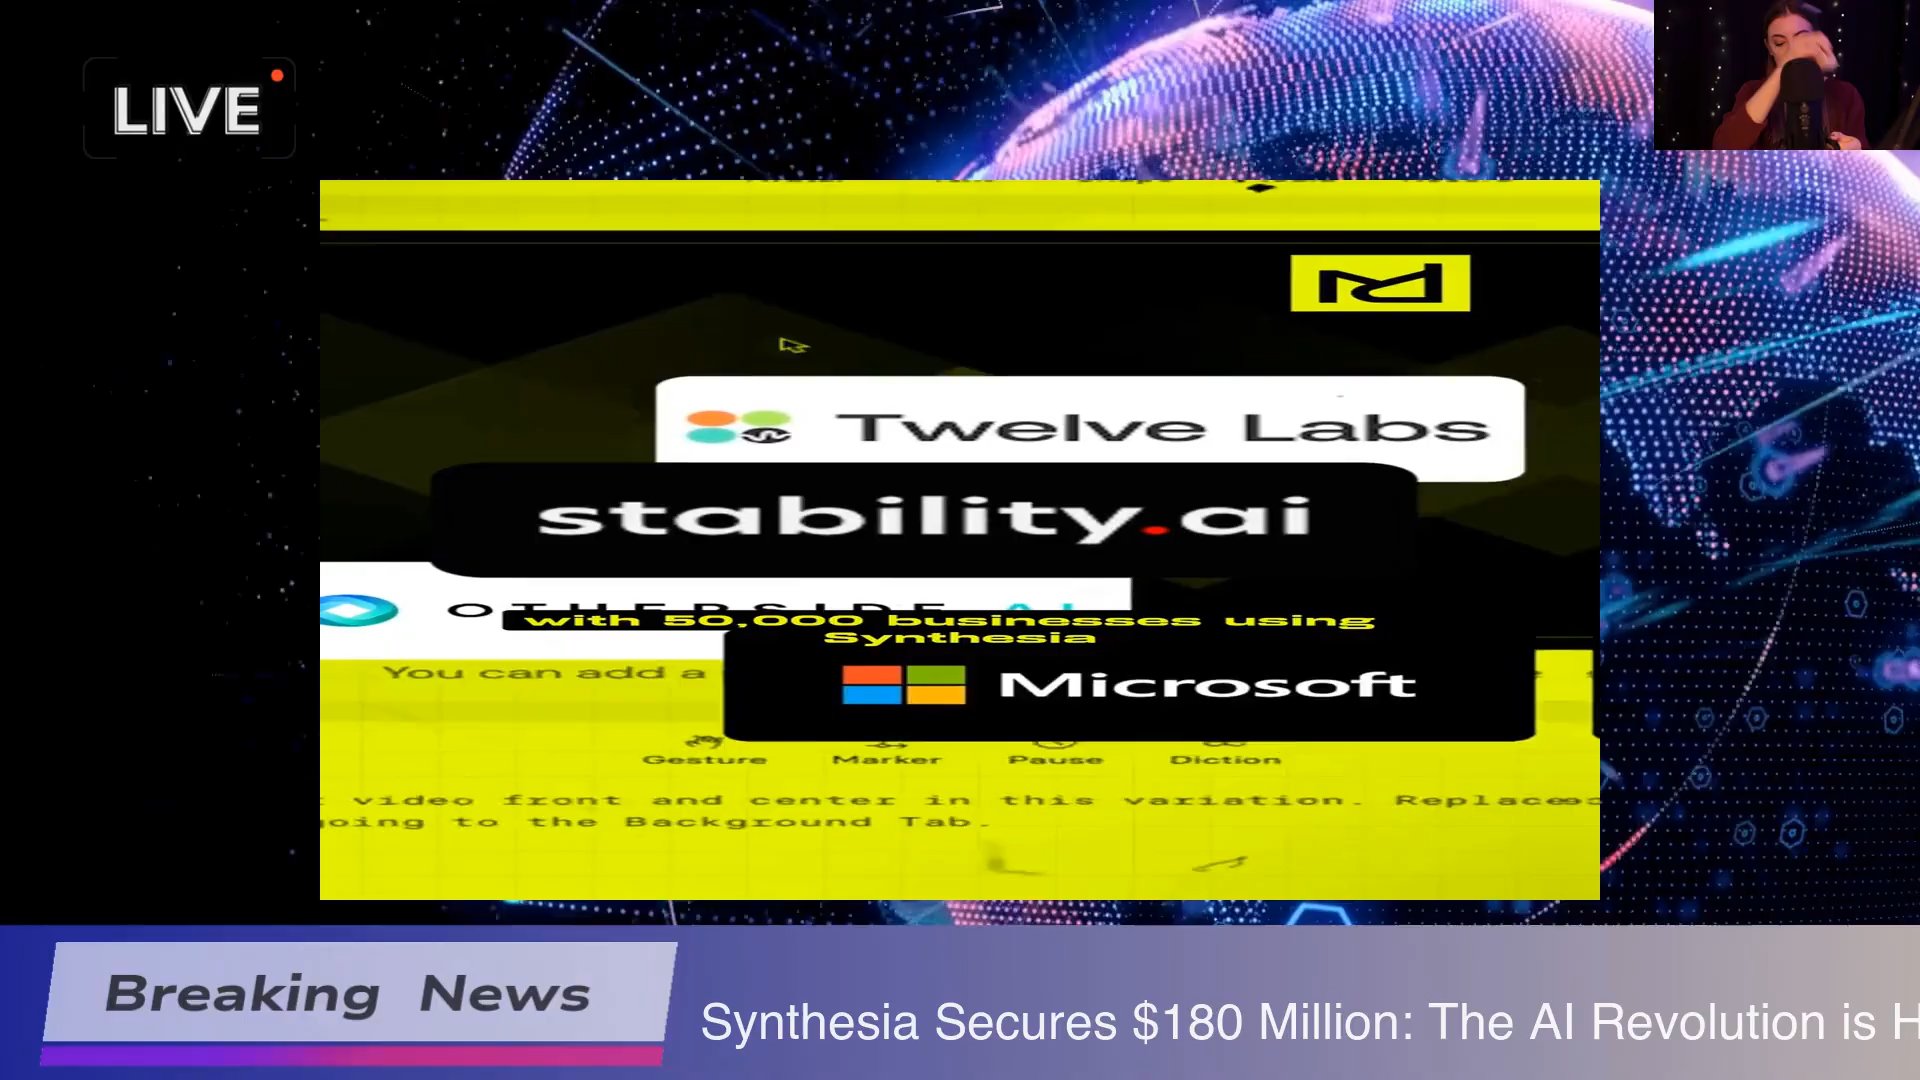 LIVE
Twelve Labs
stability.ai
with 50,000 businesses using
Synthesia
You can add a
Microsoft
Gesture Marker Pause Diction
video front and center in this variation. Replace
going to the Background Tab.
Breaking News
Synthesia Secures $180 Million: The AI Revolution is H